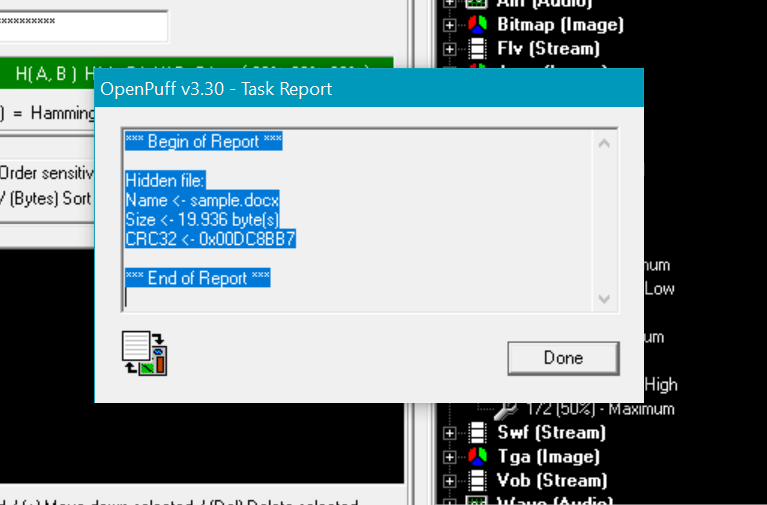 **********
Aiff (Audio)
Bitmap (Image)
Flv (Stream)
H( A, B )
) = Hamming
OpenPuff v3.30 - Task Report
*** Begin of Report ***
Hidden file:
Name <- sample.docx
Size <- 19.936 byte(s)
CRC32 <- 0x00DC8BB7
*** End of Report ***
Done
Order sensitiv
/ (Bytes) Sort
mum
Low
um
High
172 (50%) - Maximum
Swf (Stream)
Tga (Image)
Vob (Stream)
Wave (Audio)
Move down selected / (Del) Delete selected